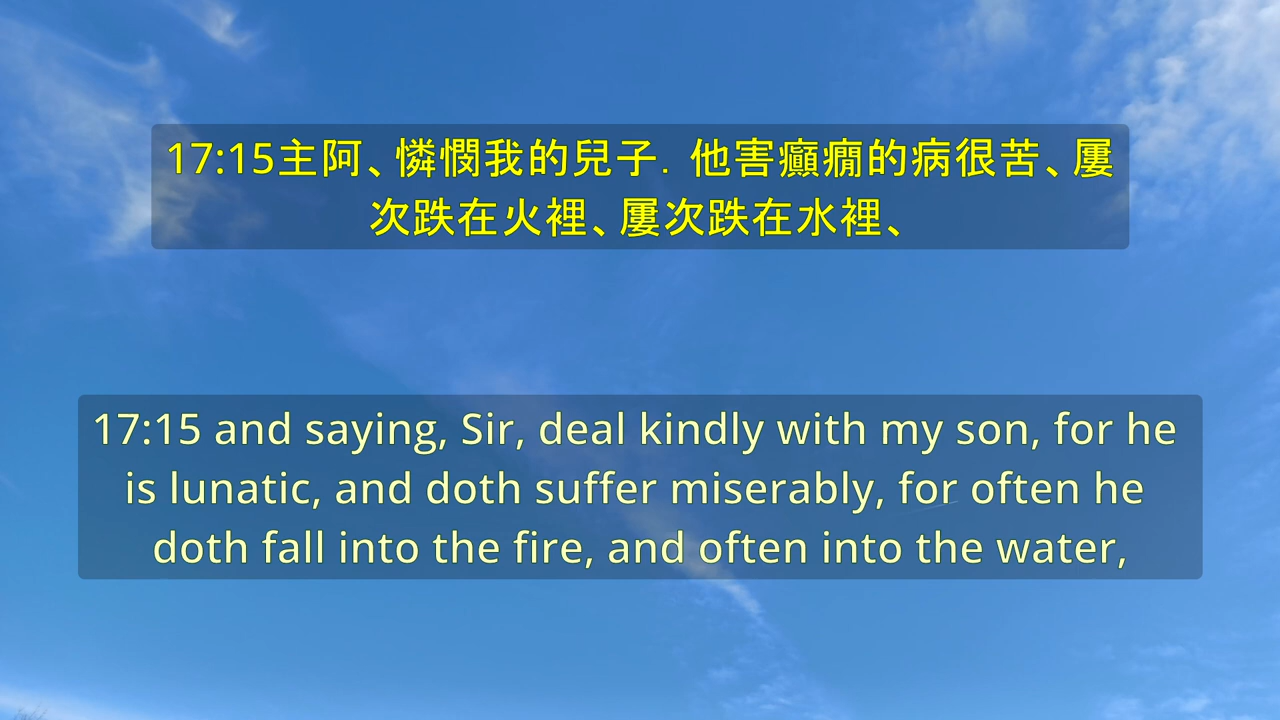 17:15主阿、憐憫我的兒子．他害癲癇的病很苦、屢
次跌在火裡、屢次跌在水裡、
17:15 and saying, Sir, deal kindly with my son, for he
is lunatic, and doth suffer miserably, for often he
doth fall into the fire, and often into the water,